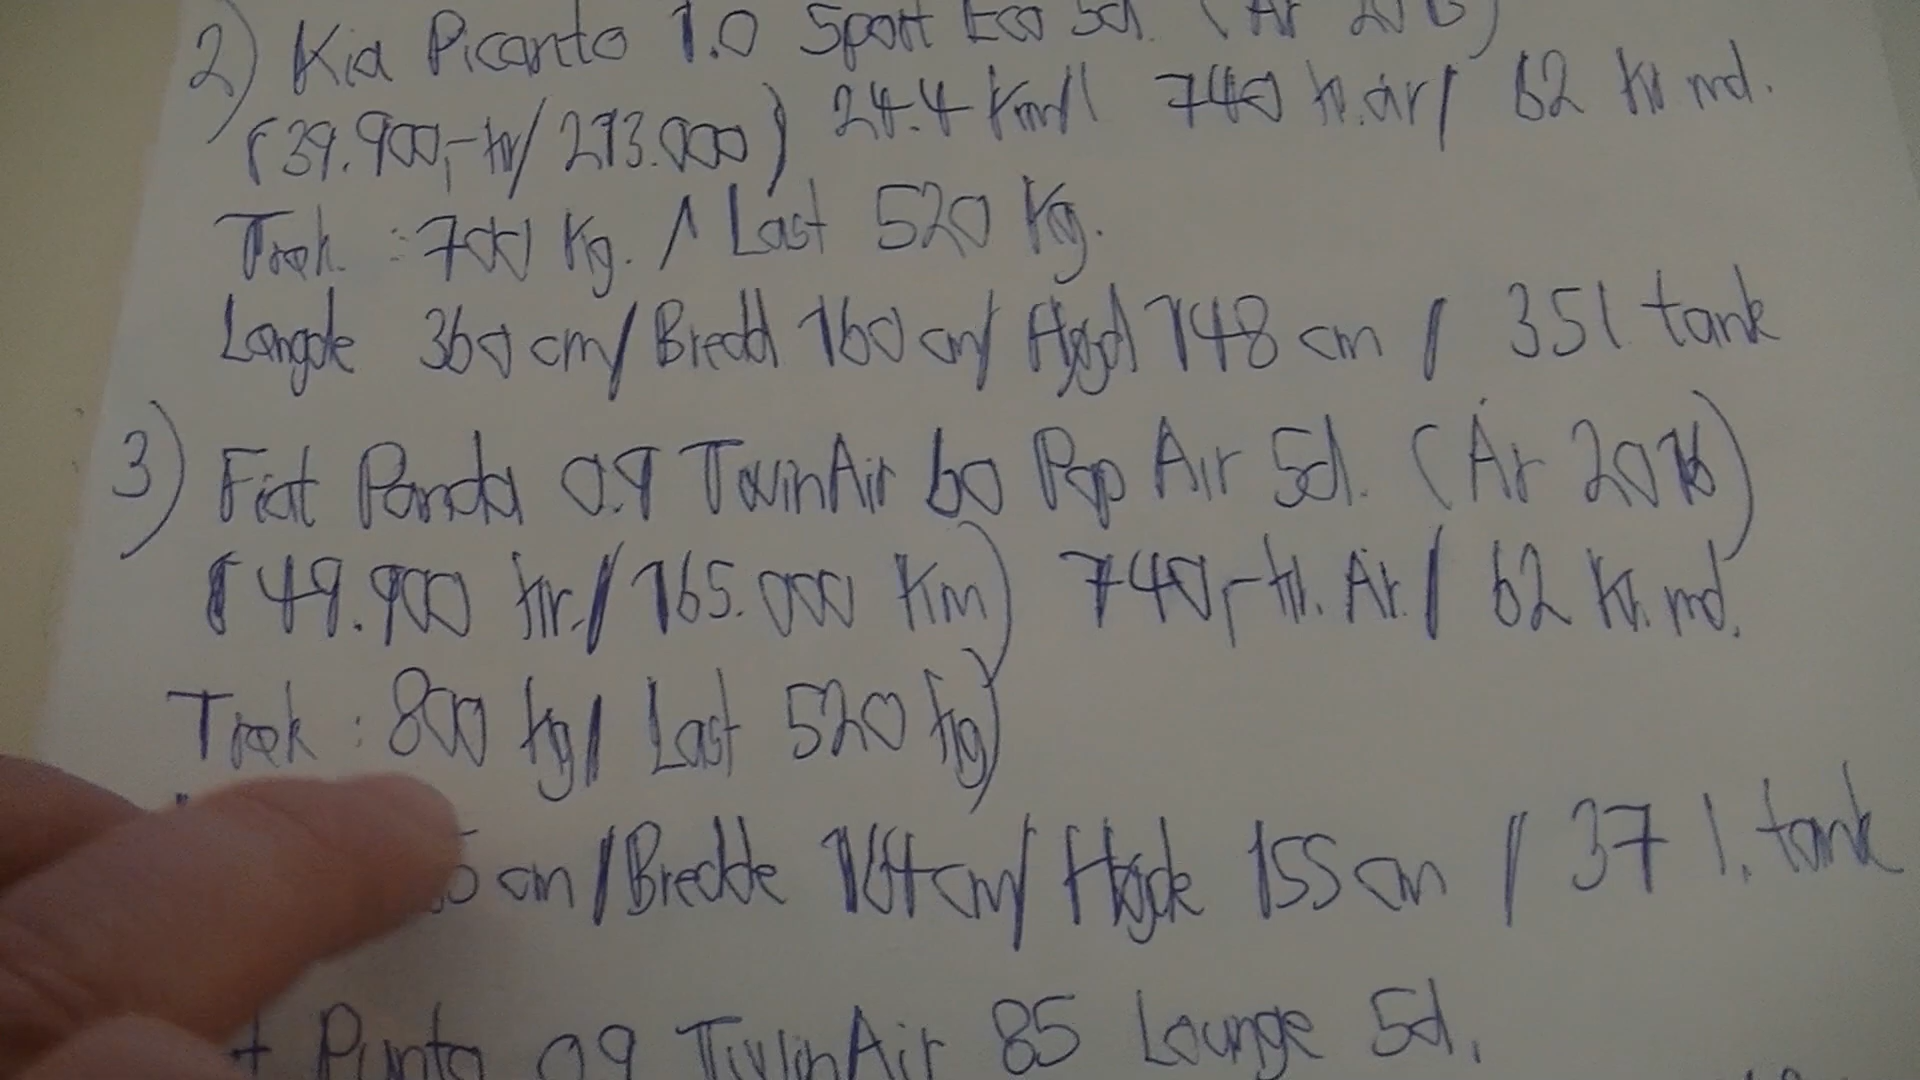 2) Kia Picanto 1.0 Sport Eco 5d. (År
(39.900,- kr/273.000) 24.4 Km/l 740 kr.år/ 62 kr md.
Træk. : 700 Kg. / Last 520 Kg.
Længde 360 cm/ Bredd 160 cm/ Højd 148 cm / 35 l tank
3) Fiat Panda 0.9 TwinAir 60 Pop Air 5d. (År 2016)
(49.900 kr./165.000 Km) 740,- kr. År. / 62 Kr. md.
Træk : 800 kg/ Last 520 kg)
cm /Bredde 164 cm/ Højde 155 cm / 37 l. tank
Punto 0.9 TwinAir 85 Lounge 5d.